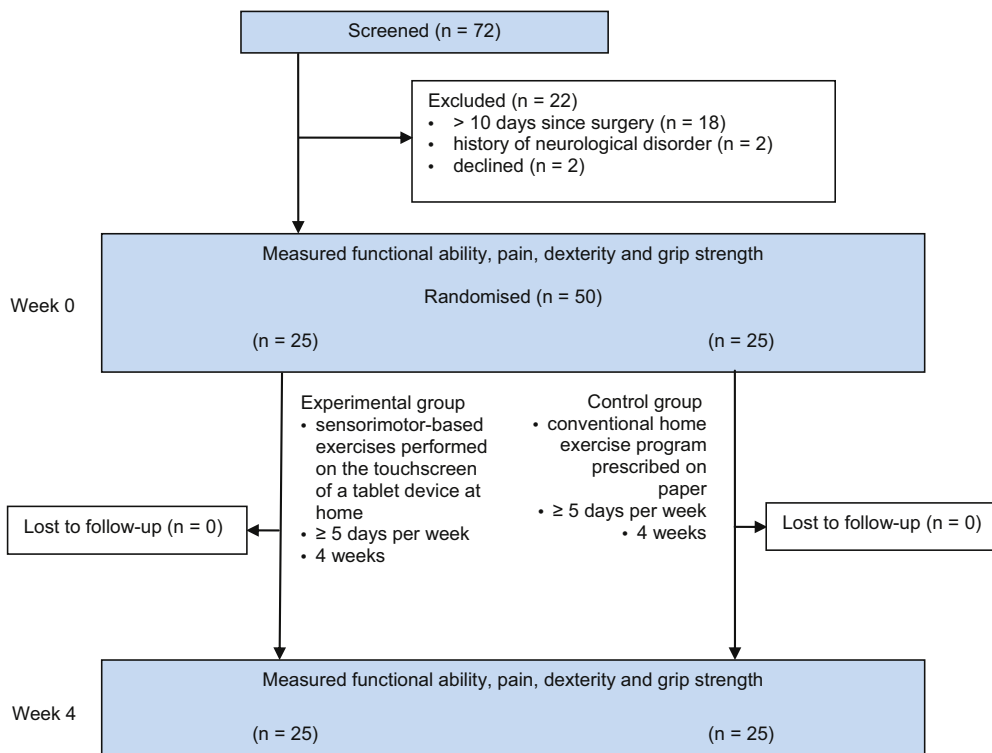 Screened (n = 72)
Excluded (n = 22)
• > 10 days since surgery (n = 18)
• history of neurological disorder (n = 2)
• declined (n = 2)
Measured functional ability, pain, dexterity and grip strength
Week 0
Randomised (n = 50)
(n = 25)
(n = 25)
Experimental group
• sensorimotor-based
exercises performed
on the touchscreen
of a tablet device at
home
• ≥ 5 days per week
• 4 weeks
Control group
• conventional home
exercise program
prescribed on
paper
• ≥ 5 days per week
• 4 weeks
Lost to follow-up (n = 0)
Lost to follow-up (n = 0)
Measured functional ability, pain, dexterity and grip strength
Week 4
(n = 25)
(n = 25)